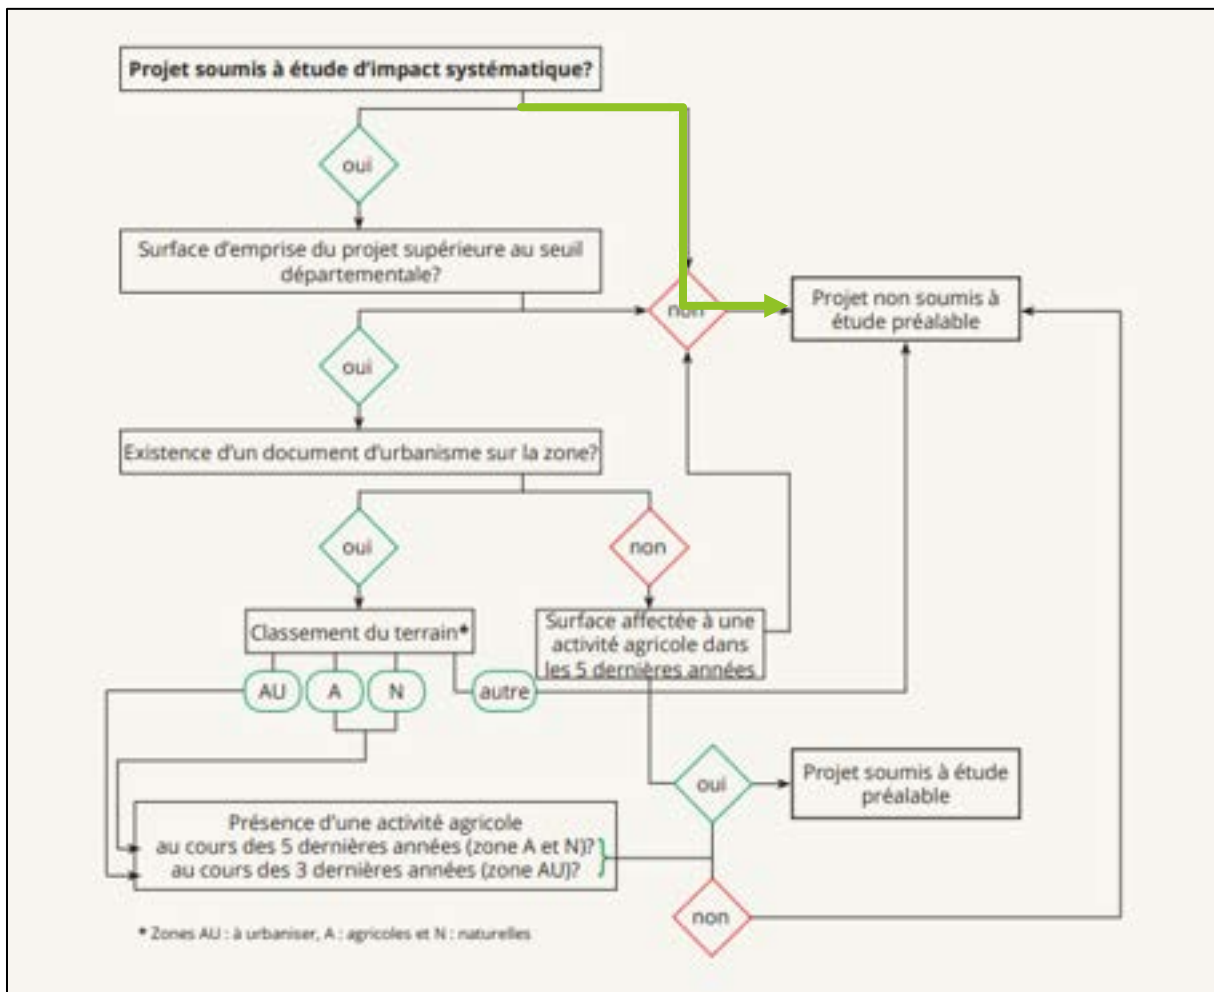 Projet soumis à étude d'impact systématique?
oui
Surface d'emprise du projet supérieure au seuil
départementale?
non
Projet non soumis à
étude préalable
oui
Existence d'un document d'urbanisme sur la zone?
oui
non
Classement du terrain*
Surface affectée à une
activité agricole dans
les 5 dernières années
AU
A
N
autre
oui
Projet soumis à étude
préalable
Présence d'une activité agricole
au cours des 5 dernières années (zone A et N)?
au cours des 3 dernières années (zone AU)?
non
* Zones AU : à urbaniser, A : agricoles et N : naturelles